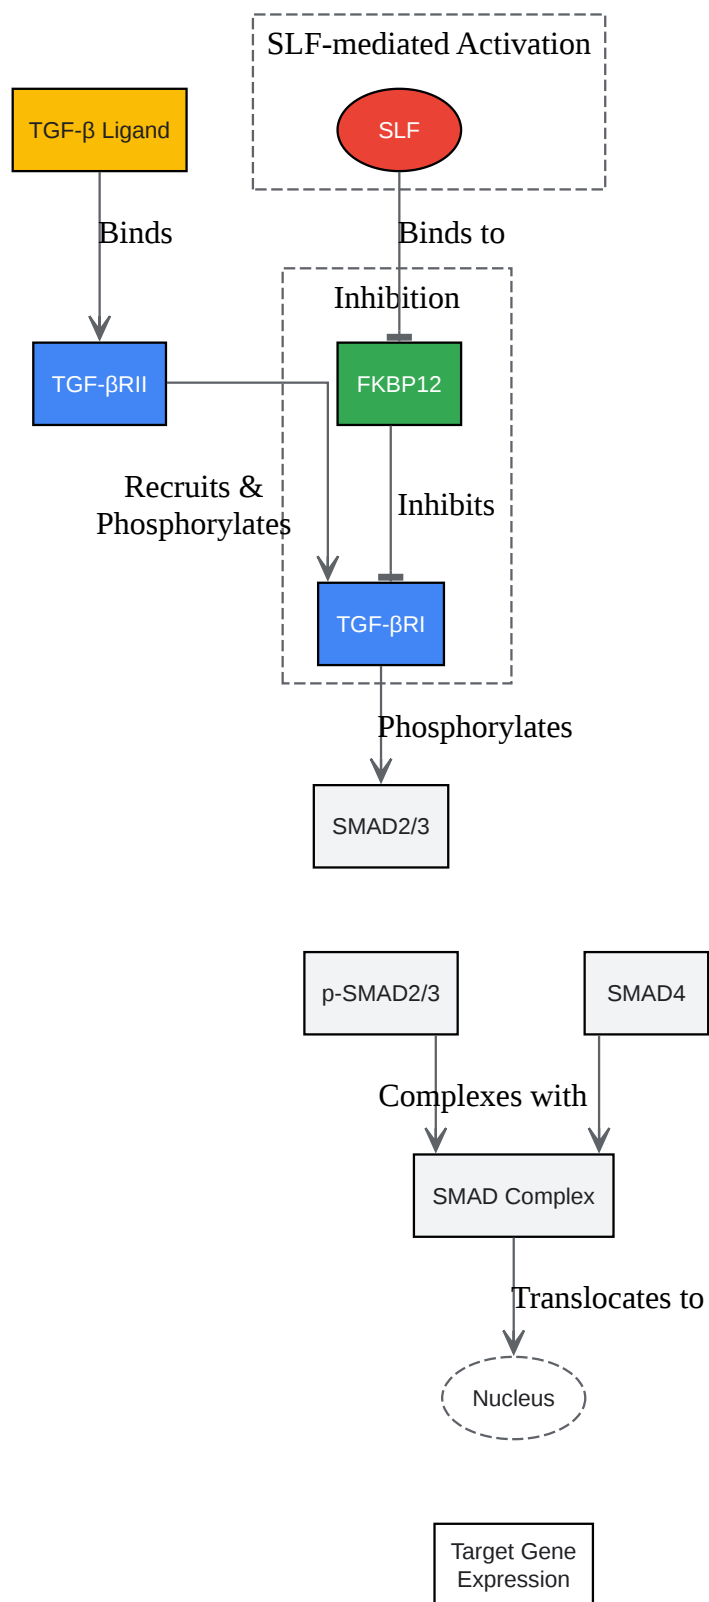 SLF-mediated Activation
TGF-β Ligand
SLF
Binds
Binds to
Inhibition
TGF-βRII
FKBP12
Recruits &
Phosphorylates
Inhibits
TGF-βRI
Phosphorylates
SMAD2/3
p-SMAD2/3
SMAD4
Complexes with
SMAD Complex
Translocates to
Nucleus
Target Gene
Expression